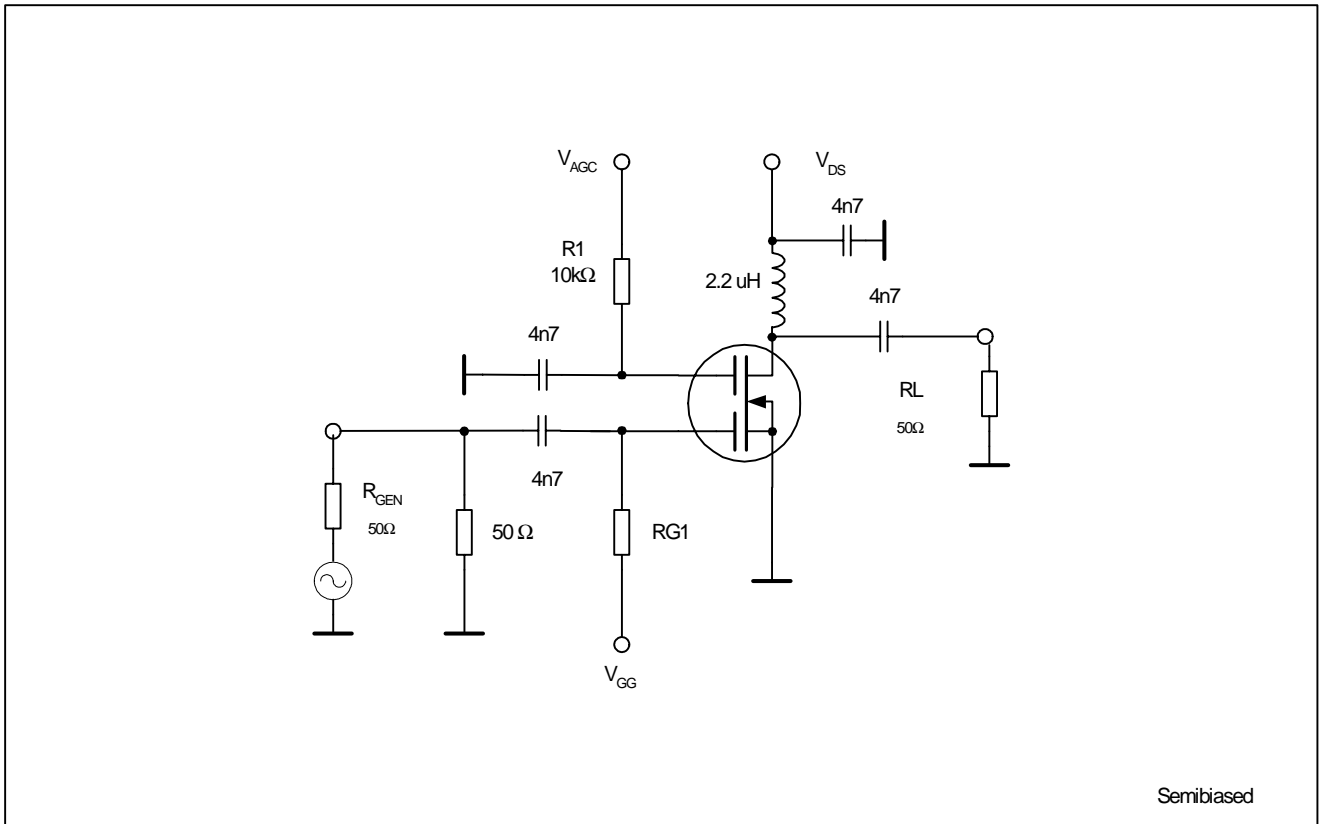 V_AGC
V_DS
4n7
R1
10kΩ
2.2 uH
4n7
4n7
RL
50Ω
4n7
R_GEN
50Ω
50 Ω
RG1
V_GG
Semibiased